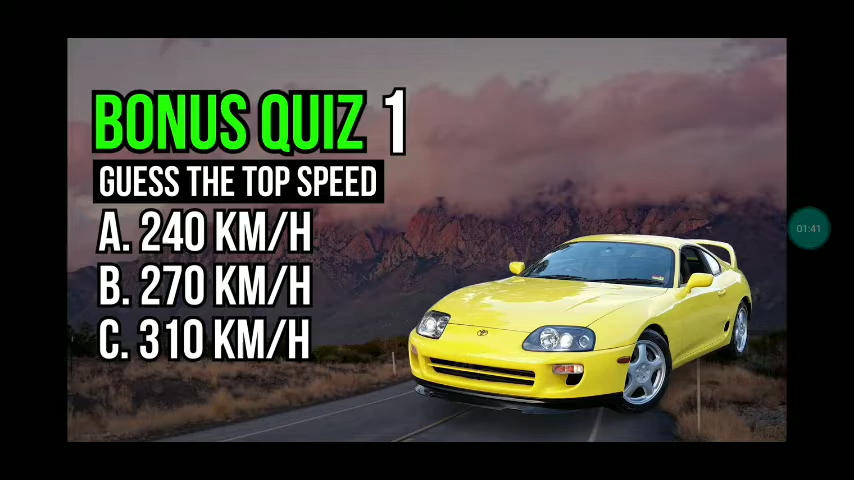 BONUS QUIZ 1
GUESS THE TOP SPEED
A. 240 KM/H
B. 270 KM/H
C. 310 KM/H
01:41